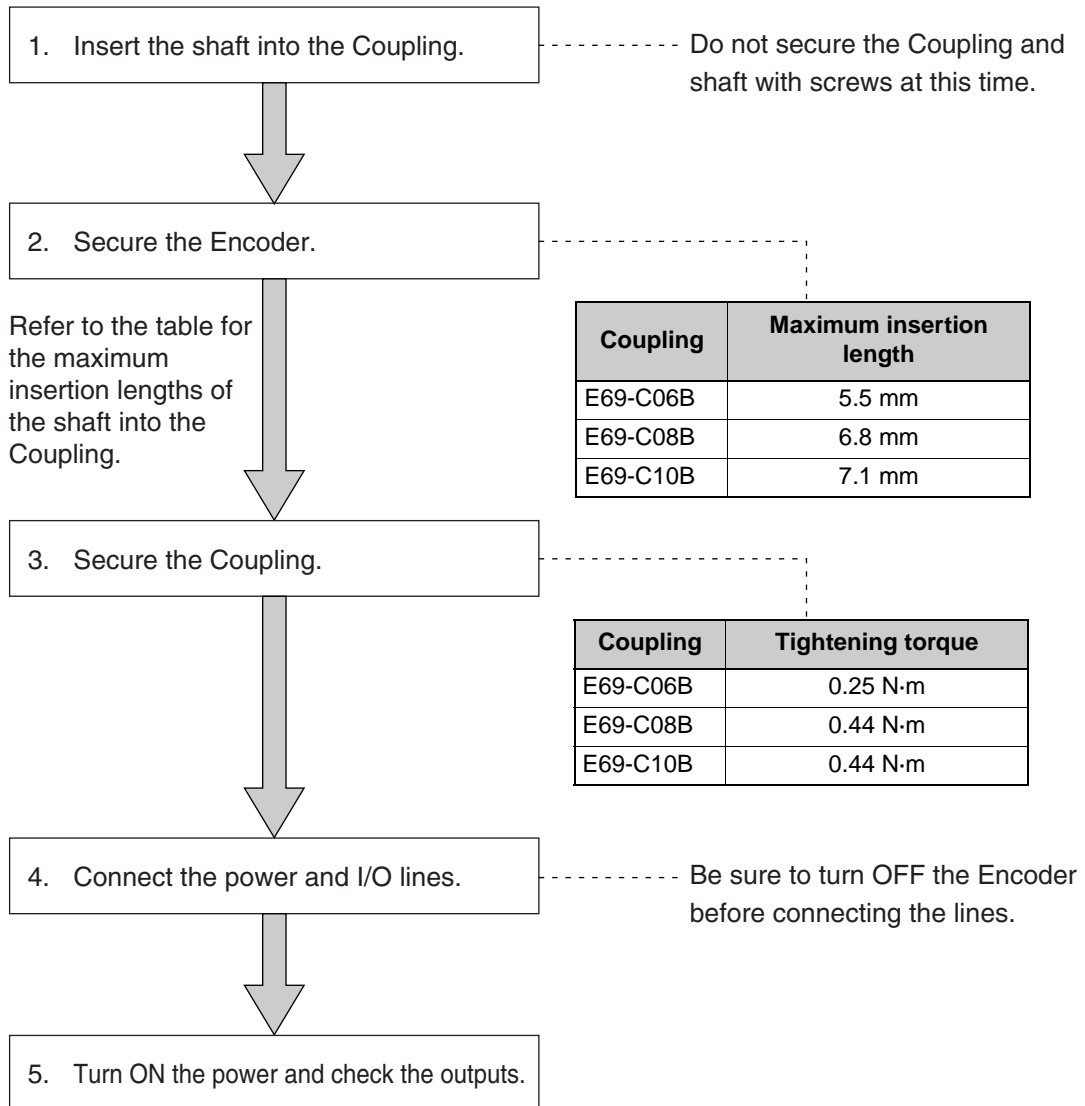 1. Insert the shaft into the Coupling.
Do not secure the Coupling and
shaft with screws at this time.
2. Secure the Encoder.
Refer to the table for
the maximum
insertion lengths of
the shaft into the
Coupling.
Coupling Maximum insertion
length
E69-C06B 5.5 mm
E69-C08B 6.8 mm
E69-C10B 7.1 mm
3. Secure the Coupling.
Coupling Tightening torque
E69-C06B 0.25 N·m
E69-C08B 0.44 N·m
E69-C10B 0.44 N·m
4. Connect the power and I/O lines.
Be sure to turn OFF the Encoder
before connecting the lines.
5. Turn ON the power and check the outputs.